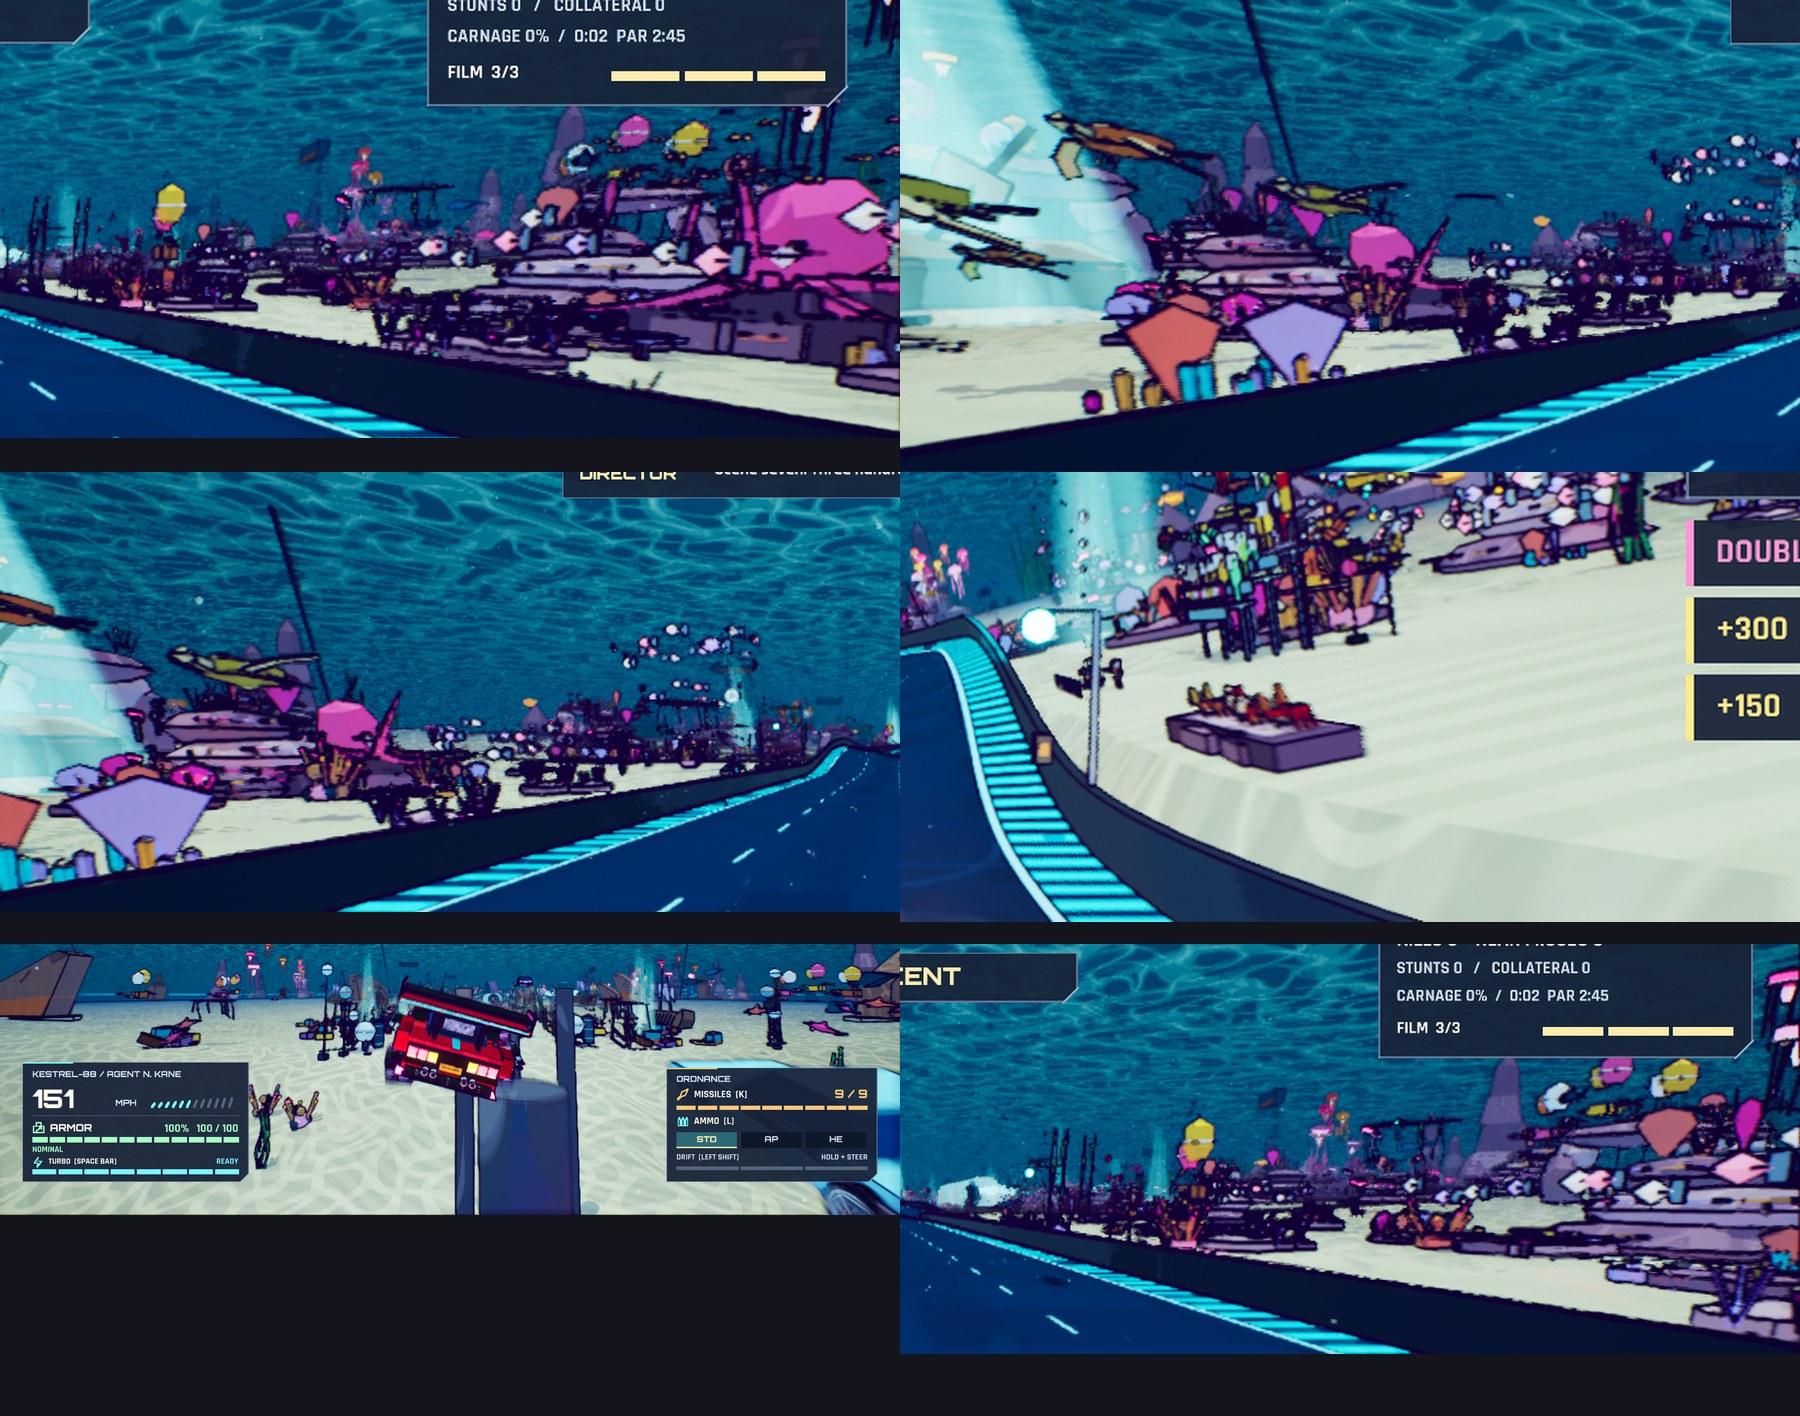 STUNTS 0 / COLLATERAL 0
CARNAGE 0% / 0:02 PAR 2:45
FILM 3/3
DIRECTOR
DOUBL
+300
+150
KESTREL-88 / AGENT N. KANE
151 MPH
ARMOR 100% 100 / 100
NOMINAL
TURBO [SPACE BAR] READY
ORDNANCE
MISSILES [K] 9 / 9
AMMO [L]
STD AP HE
DRIFT [LEFT SHIFT] HOLD + STEER
ENT
STUNTS 0 / COLLATERAL 0
CARNAGE 0% / 0:02 PAR 2:45
FILM 3/3